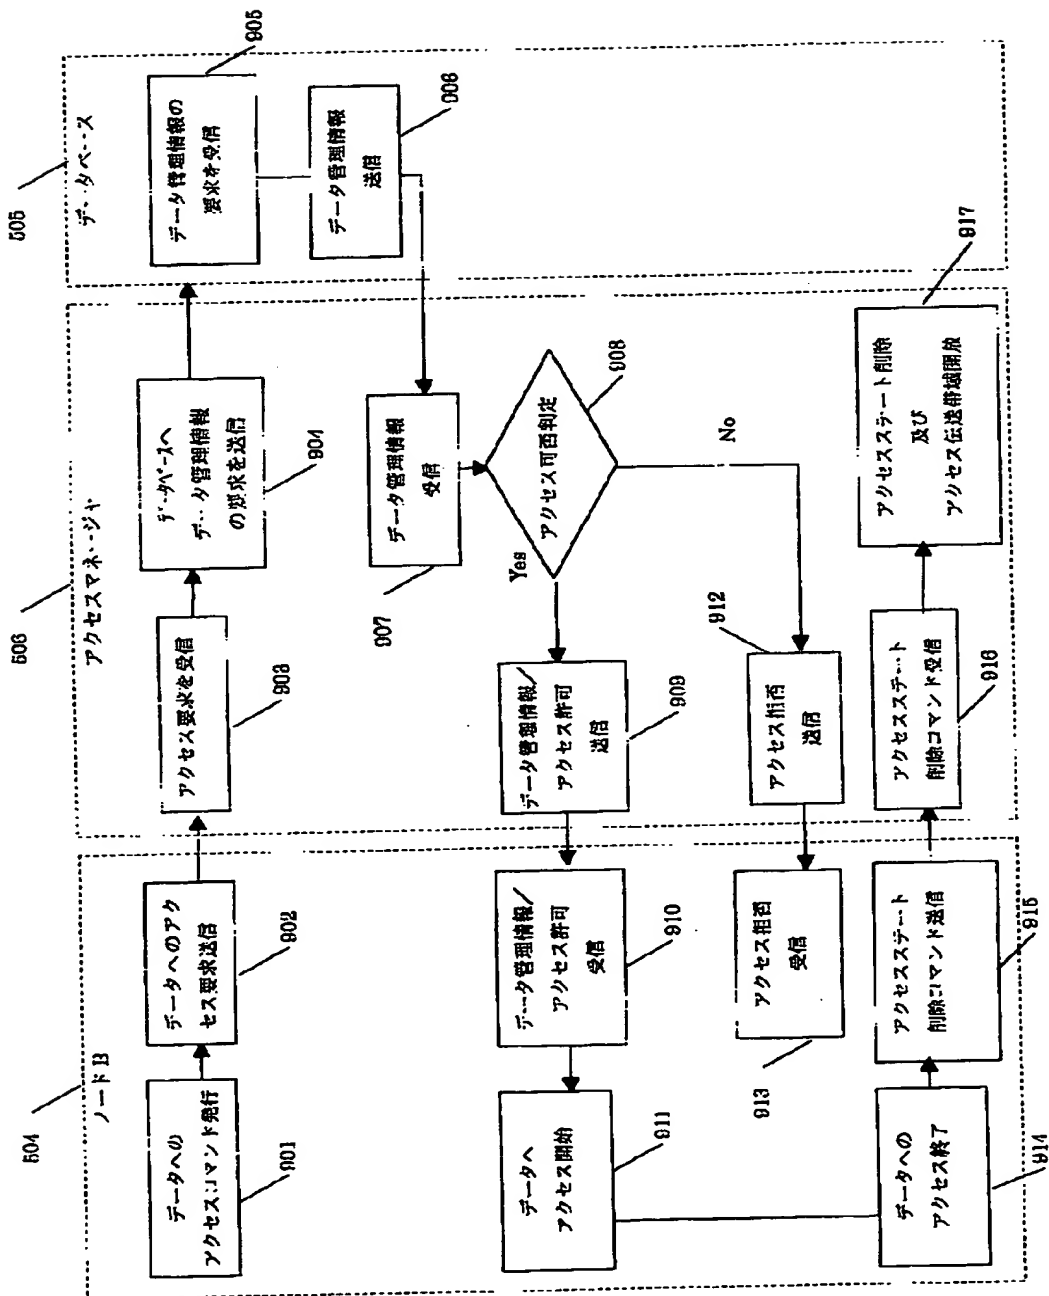 504
ノードB
データへの
アクセスコマンド発行
901
データへのアク
セス要求送信
902
アクセスマネージャ
アクセス要求を受信
903
データベースへ
データ管理情報
の要求を送信
904
505
データベース
データ管理情報の
要求を受信
905
データ管理情報
送信
906
データ管理情報
受信
907
アクセス可否判定
908
Yes
No
データ管理情報/
アクセス許可
送信
909
データ管理情報/
アクセス許可
受信
910
データへ
アクセス開始
911
アクセス拒否
送信
912
アクセス拒否
受信
913
データへの
アクセス終了
914
アクセスステート
削除コマンド送信
915
アクセスステート
削除コマンド受信
916
アクセスステート削除
及び
アクセス伝送帯域開放
917